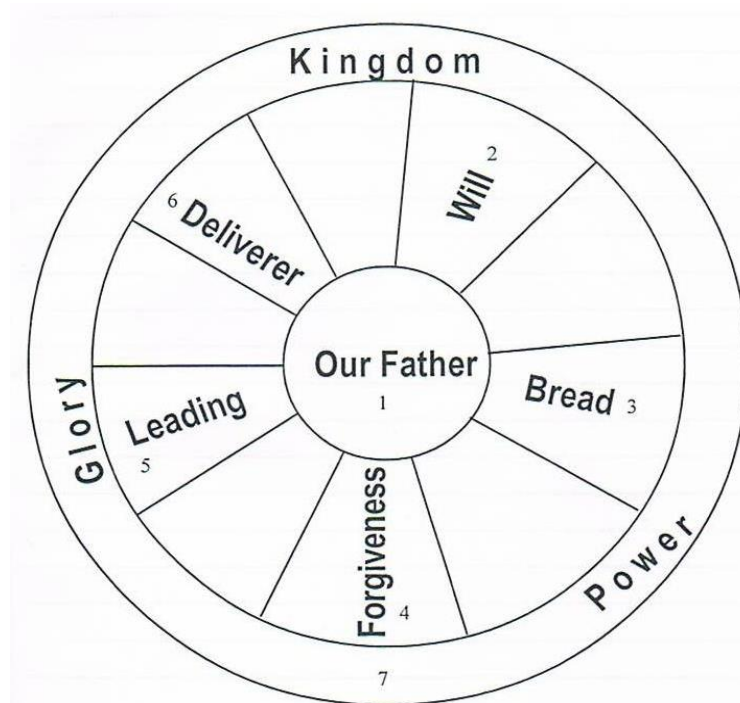 Kingdom
Will 2
6 Deliverer
Our Father
1
Bread 3
Leading
5
Glory
Forgiveness 4
Power
7